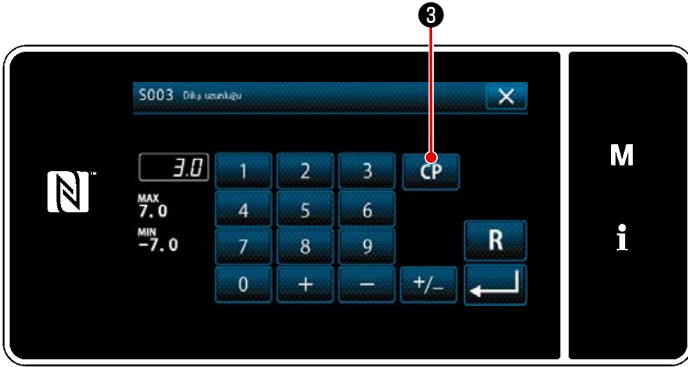 ❸
S003 Dikiş uzunluğu
3.0 1 2 3 CP
MAX
7.0 4 5 6
MIN
-7.0 7 8 9 R
0 + − +/−
M
i
N